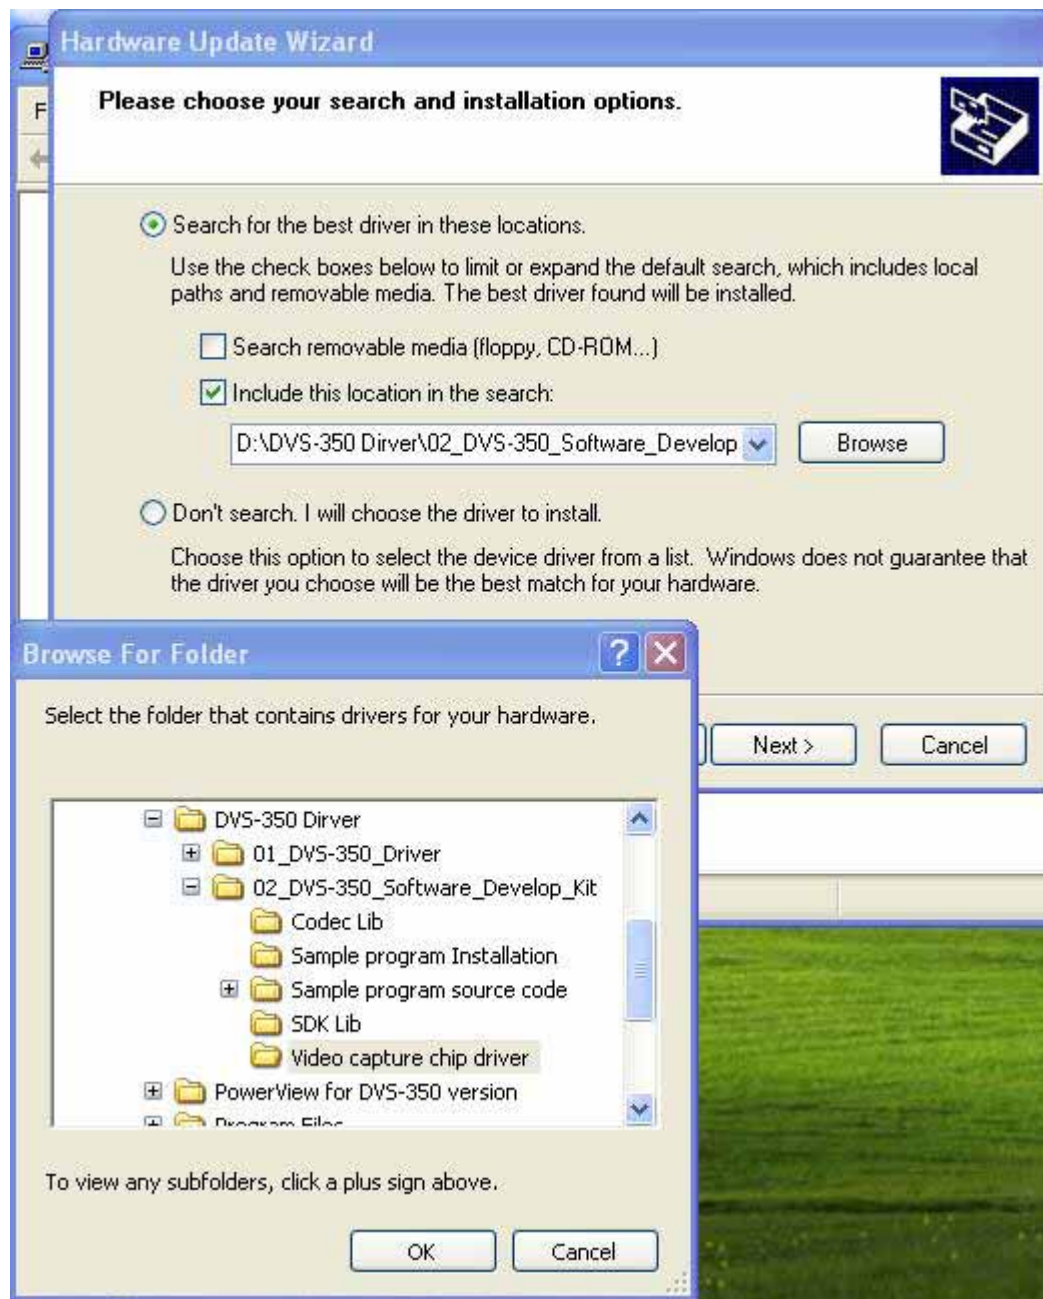 Hardware Update Wizard
F
Please choose your search and installation options.
Search for the best driver in these locations.
Use the check boxes below to limit or expand the default search, which includes local
paths and removable media. The best driver found will be installed.
Search removable media (floppy, CD-ROM...)
Include this location in the search:
D:\DVS-350 Dirver\02_DVS-350_Software_Develop
Browse
Don't search. I will choose the driver to install.
Choose this option to select the device driver from a list. Windows does not guarantee that
the driver you choose will be the best match for your hardware.
Next >
Cancel
Browse For Folder
Select the folder that contains drivers for your hardware.
DVS-350 Dirver
01_DVS-350_Driver
02_DVS-350_Software_Develop_Kit
Codec Lib
Sample program Installation
Sample program source code
SDK Lib
Video capture chip driver
PowerView for DVS-350 version
Program Files
To view any subfolders, click a plus sign above.
OK
Cancel